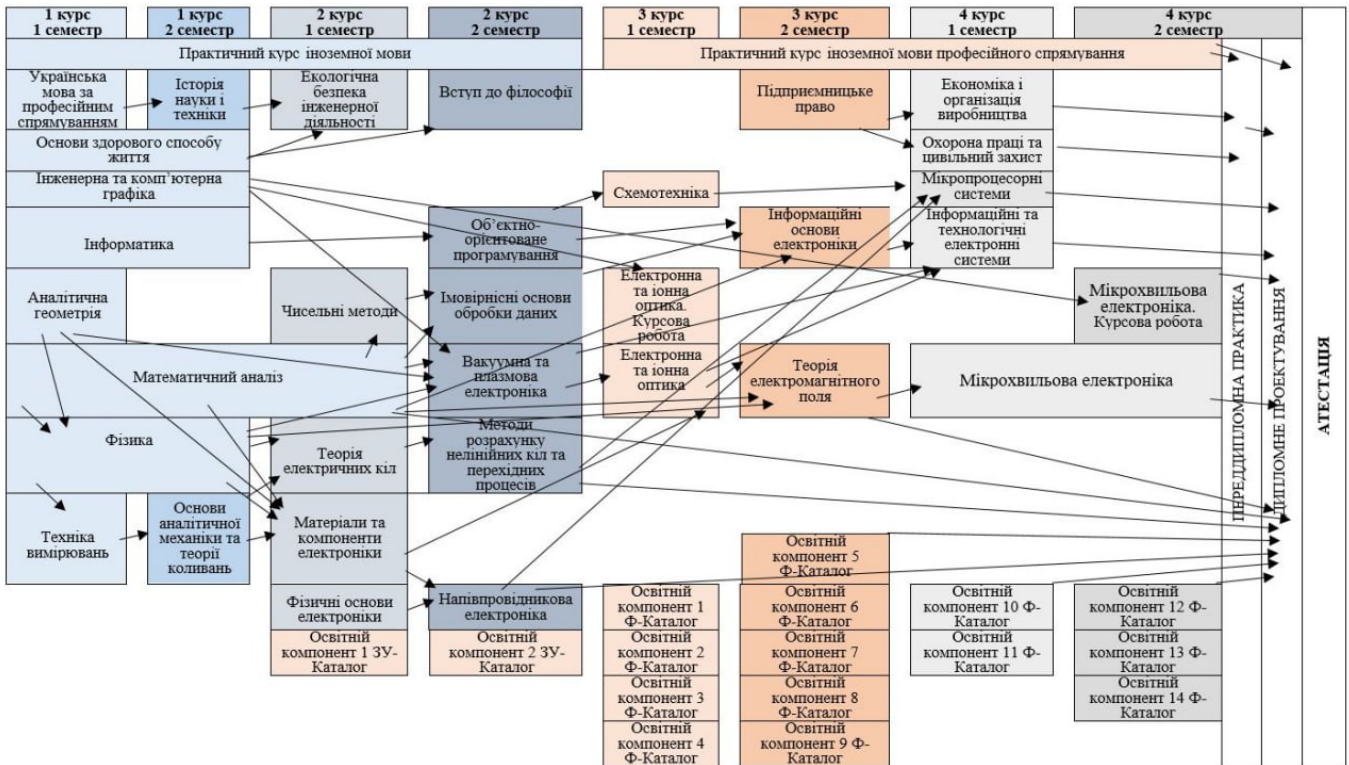 1 курс
1 семестр
1 курс
2 семестр
2 курс
1 семестр
2 курс
2 семестр
3 курс
1 семестр
3 курс
2 семестр
4 курс
1 семестр
4 курс
2 семестр
Практичний курс іноземної мови
Практичний курс іноземної мови професійного спрямування
Українська
мова за
професійним
спрямуванням
Історія
науки і
техніки
Екологічна
безпека
інженерної
діяльності
Вступ до філософії
Підприємницьке
право
Економіка і
організація
виробництва
Основи здорового способу
життя
Охорона праці та
цивільний захист
Інженерна та комп’ютерна
графіка
Схемотехніка
Мікропроцесорні
системи
Інформатика
Об’єктно-
орієнтоване
програмування
Інформаційні
основи
електроніки
Інформаційні та
технологічні
електронні
системи
Аналітична
геометрія
Чисельні методи
Імовірнісні основи
обробки даних
Електронна
та іонна
оптика.
Курсова
робота
Мікрохвильова
електроніка.
Курсова робота
Математичний аналіз
Вакуумна та
плазмова
електроніка
Електронна
та іонна
оптика
Теорія
електромагнітного
поля
Мікрохвильова електроніка
Фізика
Теорія
електричних кіл
Методи
розрахунку
нелінійних кіл та
перехідних
процесів
Техніка
вимірювань
Основи
аналітичної
механіки та
теорії
коливань
Матеріали та
компоненти
електроніки
Освітній
компонент 5
Ф-Каталог
Фізичні основи
електроніки
Напівпровідникова
електроніка
Освітній
компонент 1
Ф-Каталог
Освітній
компонент 6
Ф-Каталог
Освітній
компонент 10 Ф-
Каталог
Освітній
компонент 12 Ф-
Каталог
Освітній
компонент 1 ЗУ-
Каталог
Освітній
компонент 2 ЗУ-
Каталог
Освітній
компонент 2
Ф-Каталог
Освітній
компонент 7
Ф-Каталог
Освітній
компонент 11 Ф-
Каталог
Освітній
компонент 13 Ф-
Каталог
Освітній
компонент 3
Ф-Каталог
Освітній
компонент 8
Ф-Каталог
Освітній
компонент 14 Ф-
Каталог
Освітній
компонент 4
Ф-Каталог
Освітній
компонент 9 Ф-
Каталог
ПЕРЕДДИПЛОМНА ПРАКТИКА
ДИПЛОМНЕ ПРОЕКТУВАННЯ
АТЕСТАЦІЯ